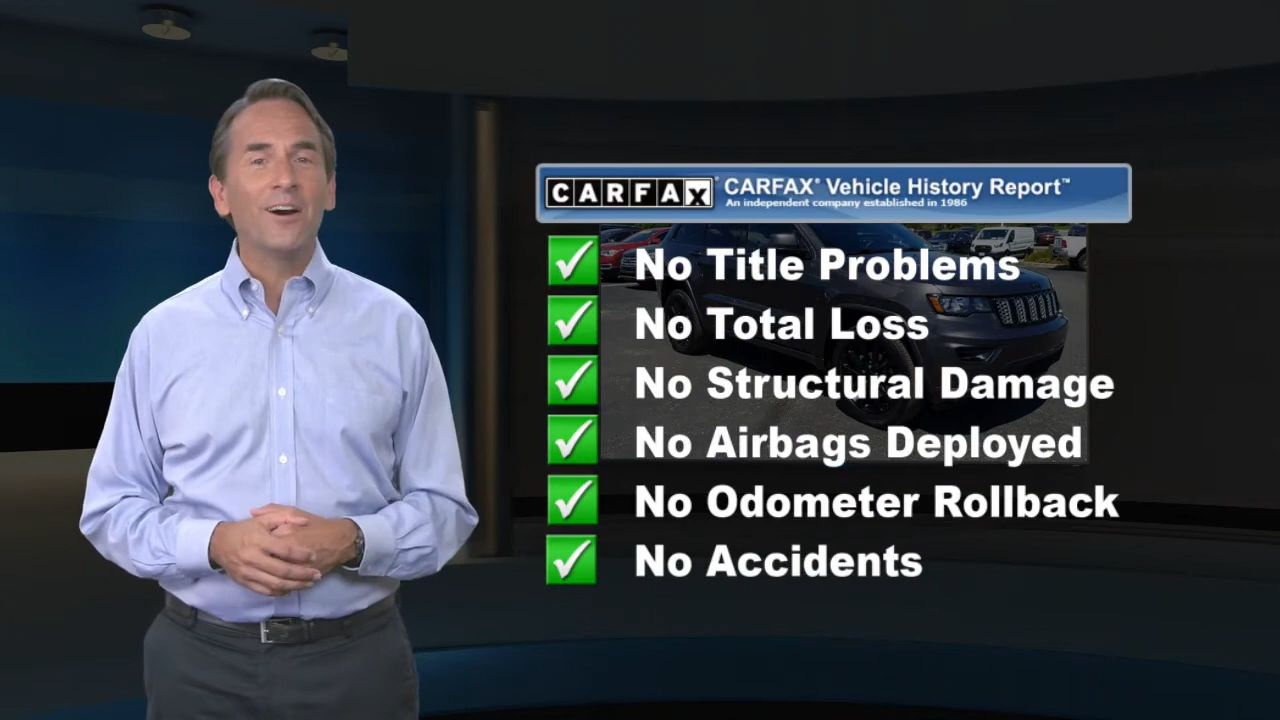 CARFAX® CARFAX® Vehicle History Report™
An independent company established in 1986
No Title Problems
No Total Loss
No Structural Damage
No Airbags Deployed
No Odometer Rollback
No Accidents